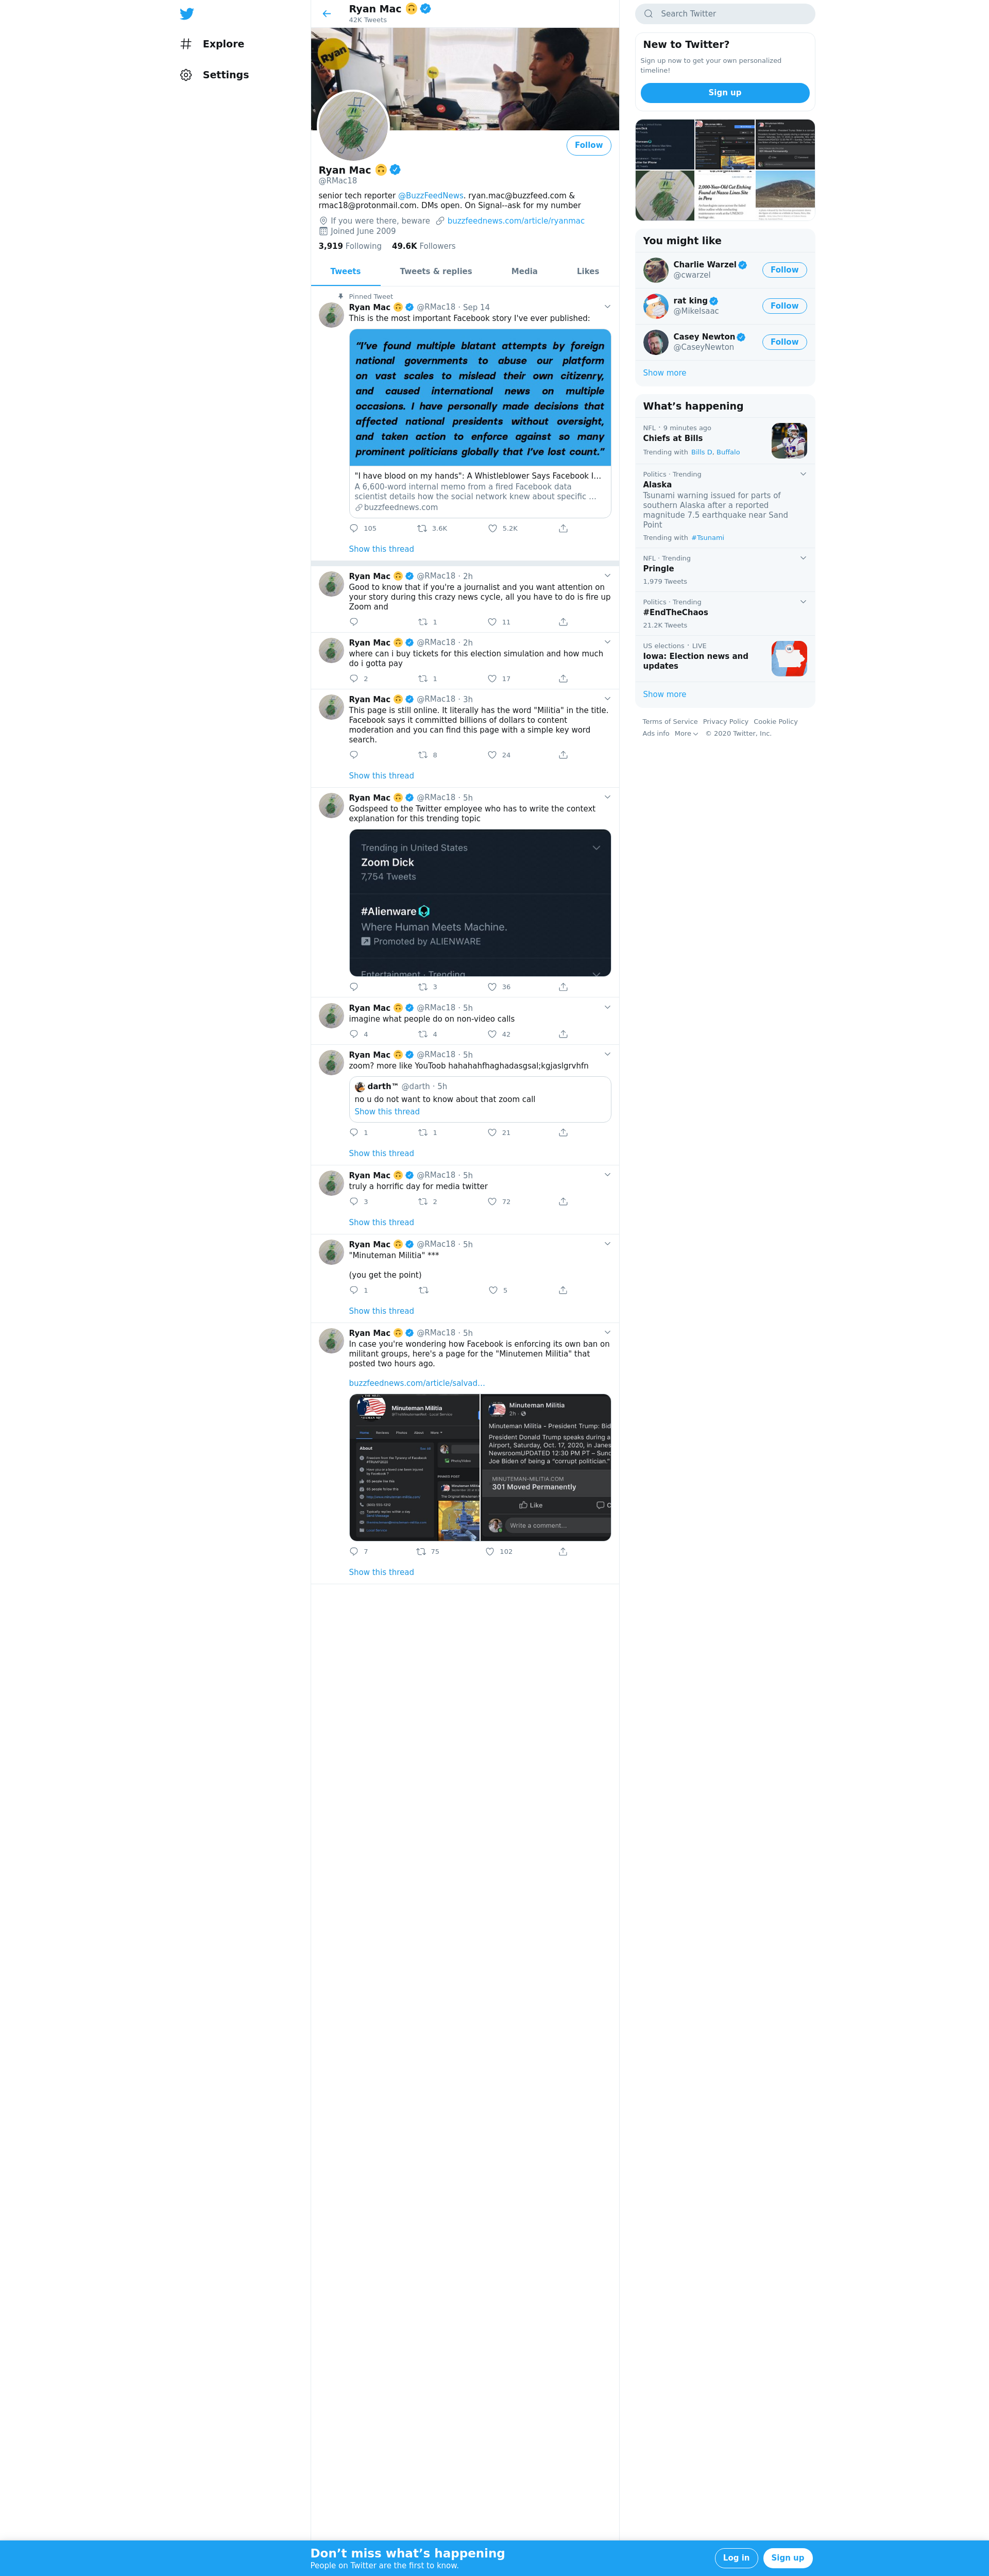 Explore
Settings
Ryan Mac
42K Tweets
Ryan
Follow
Ryan Mac
@RMac18
senior tech reporter @BuzzFeedNews. ryan.mac@buzzfeed.com &
rmac18@protonmail.com. DMs open. On Signal--ask for my number
If you were there, beware buzzfeednews.com/article/ryanmac
Joined June 2009
3,919 Following 49.6K Followers
Tweets Tweets & replies Media Likes
Pinned Tweet
Ryan Mac @RMac18 · Sep 14
This is the most important Facebook story I've ever published:
“I’ve found multiple blatant attempts by foreign
national governments to abuse our platform
on vast scales to mislead their own citizenry,
and caused international news on multiple
occasions. I have personally made decisions that
affected national presidents without oversight,
and taken action to enforce against so many
prominent politicians globally that I’ve lost count.”
"I have blood on my hands": A Whistleblower Says Facebook I…
A 6,600-word internal memo from a fired Facebook data
scientist details how the social network knew about specific …
buzzfeednews.com
105 3.6K 5.2K
Show this thread
Ryan Mac @RMac18 · 2h
Good to know that if you're a journalist and you want attention on
your story during this crazy news cycle, all you have to do is fire up
Zoom and
1 11
Ryan Mac @RMac18 · 2h
where can i buy tickets for this election simulation and how much
do i gotta pay
2 1 17
Ryan Mac @RMac18 · 3h
This page is still online. It literally has the word "Militia" in the title.
Facebook says it committed billions of dollars to content
moderation and you can find this page with a simple key word
search.
8 24
Show this thread
Ryan Mac @RMac18 · 5h
Godspeed to the Twitter employee who has to write the context
explanation for this trending topic
Trending in United States
Zoom Dick
7,754 Tweets
#Alienware
Where Human Meets Machine.
Promoted by ALIENWARE
Entertainment · Trending
3 36
Ryan Mac @RMac18 · 5h
imagine what people do on non-video calls
4 4 42
Ryan Mac @RMac18 · 5h
zoom? more like YouToob hahahahfhaghadasgsal;kgjaslgrvhfn
darth™ @darth · 5h
no u do not want to know about that zoom call
Show this thread
1 1 21
Show this thread
Ryan Mac @RMac18 · 5h
truly a horrific day for media twitter
3 2 72
Show this thread
Ryan Mac @RMac18 · 5h
"Minuteman Militia" ***
(you get the point)
1 5
Show this thread
Ryan Mac @RMac18 · 5h
In case you're wondering how Facebook is enforcing its own ban on
militant groups, here's a page for the "Minutemen Militia" that
posted two hours ago.
buzzfeednews.com/article/salvad…
Minuteman Militia
Home Reviews Photos About More
About See All
Minuteman Militia
2h
Minuteman Militia - President Trump: Bid
President Donald Trump speaks during a
Airport, Saturday, Oct. 17, 2020, in Janes
NewsroomUPDATED 12:30 PM PT – Sund
Joe Biden of being a “corrupt politician.”
MINUTEMAN-MILITIA.COM
301 Moved Permanently
Like C
Write a comment...
7 75 102
Show this thread
Search Twitter
New to Twitter?
Sign up now to get your own personalized
timeline!
Sign up
2,000-Year-Old Cat Etching
Found at Nazca Lines Site
in Peru
You might like
Charlie Warzel
@cwarzel
Follow
rat king
@MikeIsaac
Follow
Casey Newton
@CaseyNewton
Follow
Show more
What’s happening
NFL · 9 minutes ago
Chiefs at Bills
Trending with Bills D, Buffalo
Politics · Trending
Alaska
Tsunami warning issued for parts of
southern Alaska after a reported
magnitude 7.5 earthquake near Sand
Point
Trending with #Tsunami
NFL · Trending
Pringle
1,979 Tweets
Politics · Trending
#EndTheChaos
21.2K Tweets
US elections · LIVE
Iowa: Election news and
updates
Show more
Terms of Service Privacy Policy Cookie Policy
Ads info More © 2020 Twitter, Inc.
Don’t miss what’s happening
People on Twitter are the first to know.
Log in
Sign up